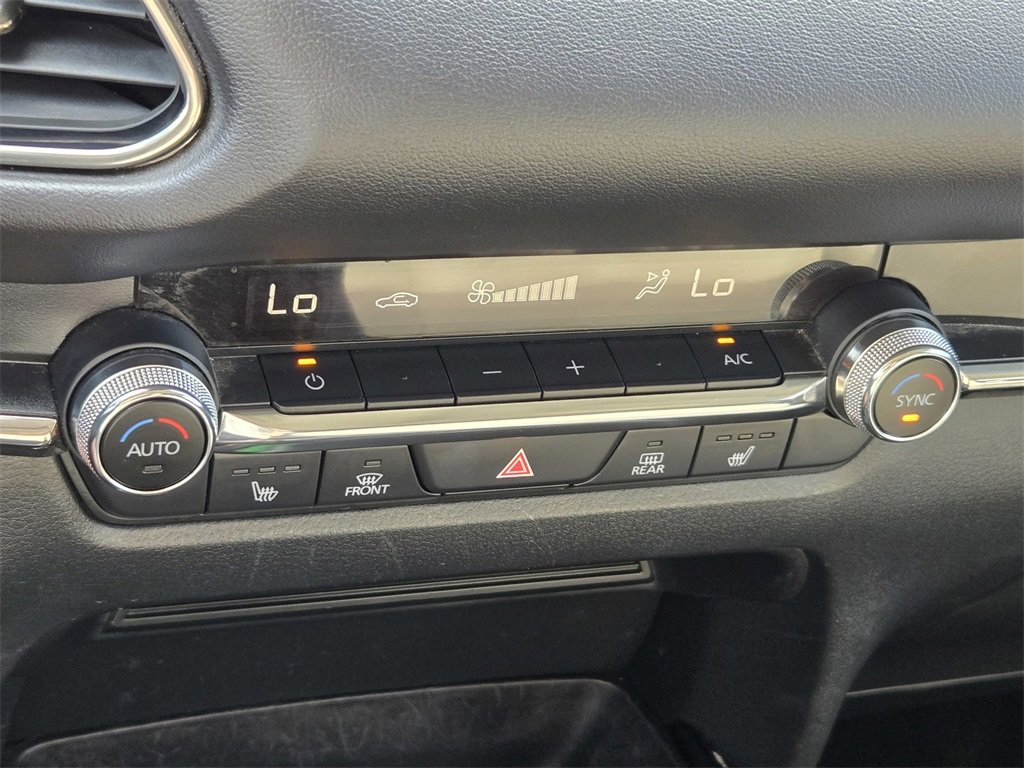 Lo Lo
A/C
AUTO SYNC
FRONT REAR